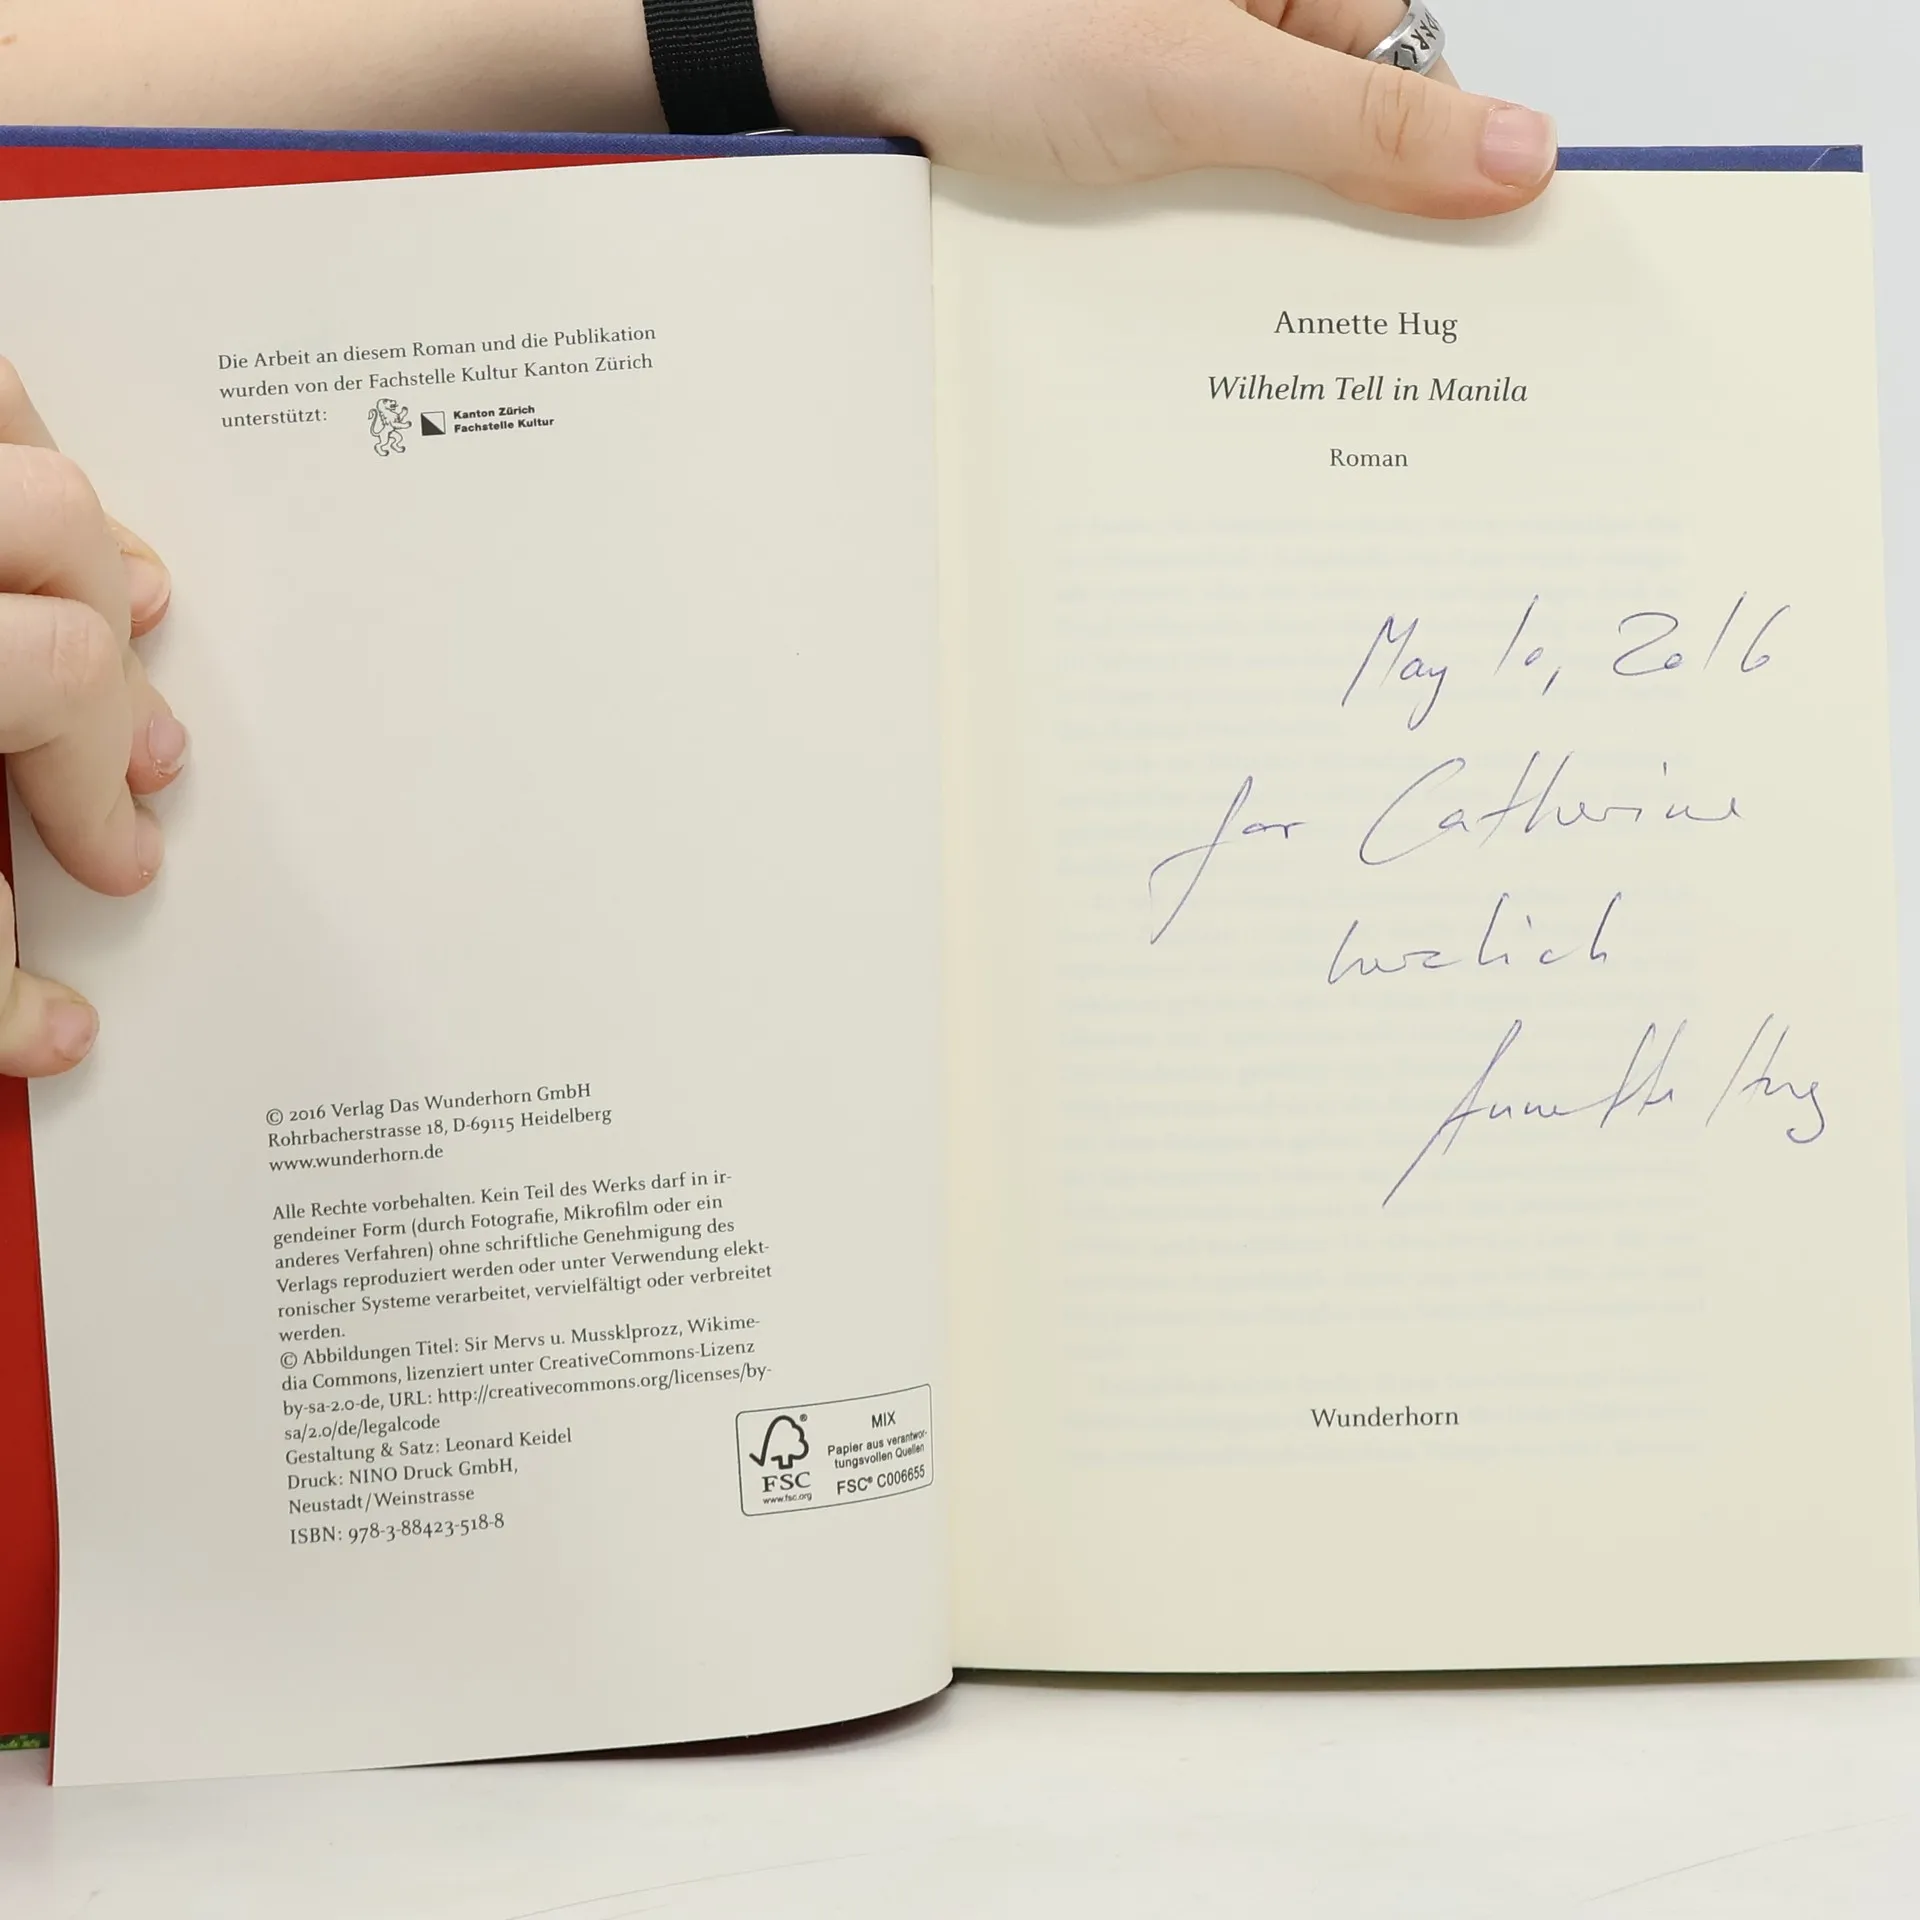 Die Arbeit an diesem Roman und die Publikation
wurden von der Fachstelle Kultur Kanton Zürich
unterstützt:
Kanton Zürich
Fachstelle Kultur
© 2016 Verlag Das Wunderhorn GmbH
Rohrbacherstrasse 18, D-69115 Heidelberg
www.wunderhorn.de
Alle Rechte vorbehalten. Kein Teil des Werks darf in ir-
gendeiner Form (durch Fotografie, Mikrofilm oder ein
anderes Verfahren) ohne schriftliche Genehmigung des
Verlags reproduziert werden oder unter Verwendung elekt-
ronischer Systeme verarbeitet, vervielfältigt oder verbreitet
werden.
© Abbildungen Titel: Sir Mervs u. Mussklprozz, Wikime-
dia Commons, lizenziert unter CreativeCommons-Lizenz
by-sa-2.0-de, URL: http://creativecommons.org/licenses/by-
sa/2.0/de/legalcode
Gestaltung & Satz: Leonard Keidel
Druck: NINO Druck GmbH,
Neustadt/Weinstrasse
ISBN: 978-3-88423-518-8
FSC®
www.fsc.org
MIX
Papier aus verantwor-
tungsvollen Quellen
FSC® C006655
Annette Hug
Wilhelm Tell in Manila
Roman
May 10, 2016
for Catherine
herzlich
Annette Hug
Wunderhorn